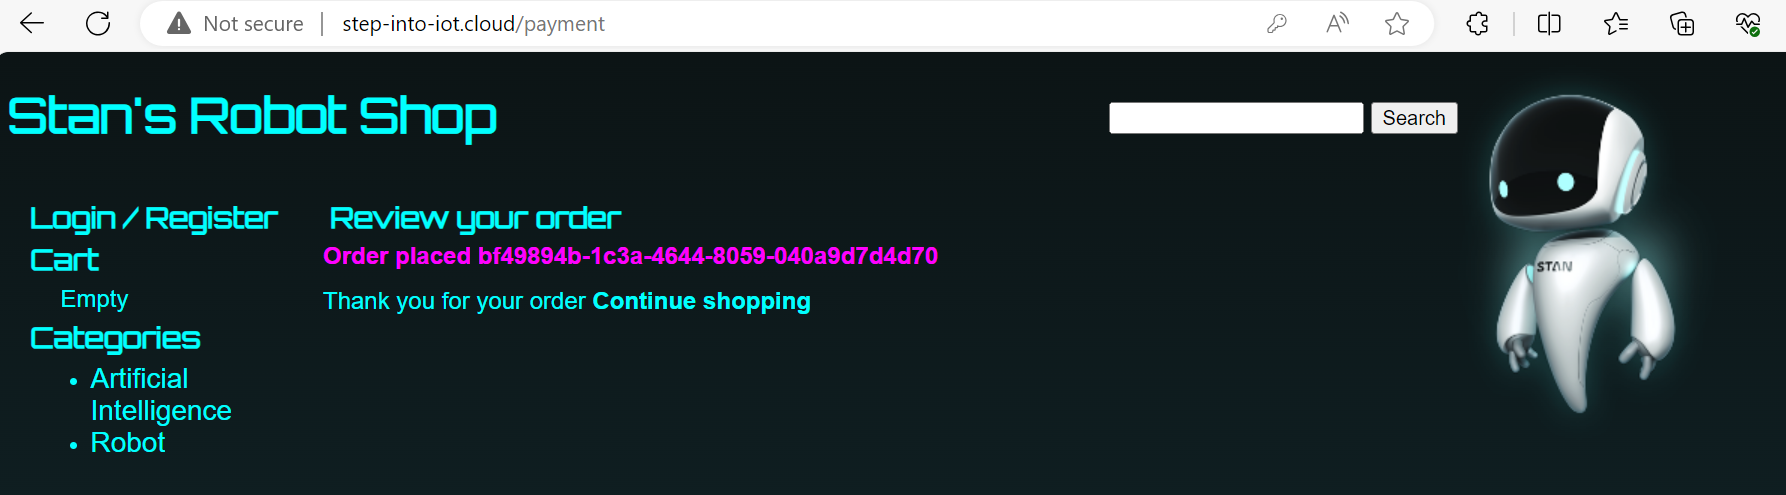 Not secure | step-into-iot.cloud/payment
Stan's Robot Shop
Search
STAN
Login / Register
Cart
Empty
Categories
Artificial
Intelligence
Robot
Review your order
Order placed bf49894b-1c3a-4644-8059-040a9d7d4d70
Thank you for your order Continue shopping